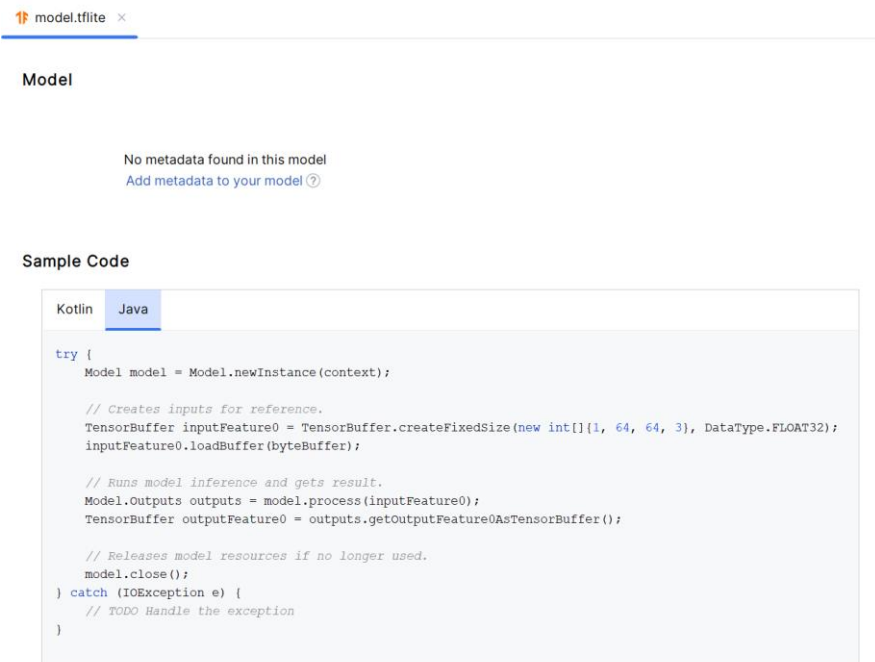 model.tflite ×
Model
No metadata found in this model
Add metadata to your model ?
Sample Code
Kotlin Java
try {
    Model model = Model.newInstance(context);

    // Creates inputs for reference.
    TensorBuffer inputFeature0 = TensorBuffer.createFixedSize(new int[]{1, 64, 64, 3}, DataType.FLOAT32);
    inputFeature0.loadBuffer(byteBuffer);

    // Runs model inference and gets result.
    Model.Outputs outputs = model.process(inputFeature0);
    TensorBuffer outputFeature0 = outputs.getOutputFeature0AsTensorBuffer();

    // Releases model resources if no longer used.
    model.close();
} catch (IOException e) {
    // TODO Handle the exception
}